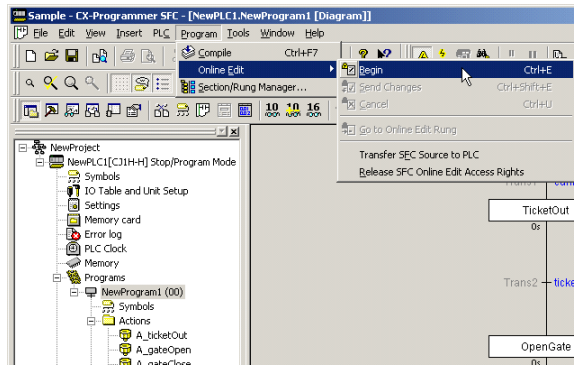 Sample - CX-Programmer SFC - [NewPLC1.NewProgram1 [Diagram]]
File Edit View Insert PLC Program Tools Window Help
Compile Ctrl+F7
Online Edit
Section/Rung Manager...
Begin Ctrl+E
Send Changes Ctrl+Shift+E
Cancel Ctrl+U
Go to Online Edit Rung
Transfer SFC Source to PLC
Release SFC Online Edit Access Rights
10 10 16
NewProject
NewPLC1[CJ1H-H] Stop/Program Mode
Symbols
IO Table and Unit Setup
Settings
Memory card
Error log
PLC Clock
Memory
Programs
NewProgram1 (00)
Symbols
Actions
A_ticketOut
A_gateOpen
A_gateClose
Trans1
TicketOut
0s
Trans2 ticke
OpenGate
0s